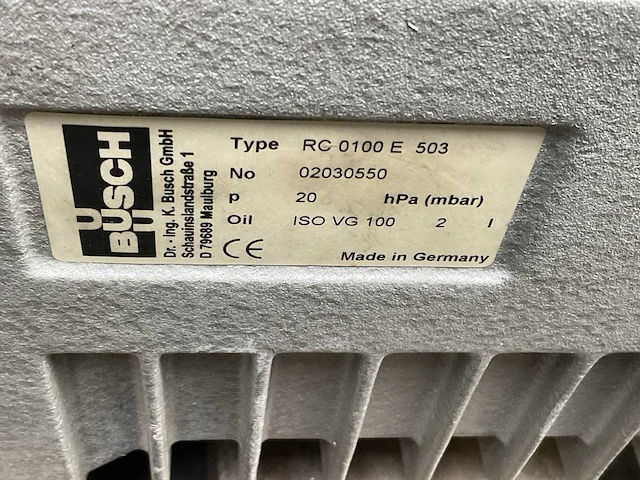 BUSCH
Dr. - Ing. K. Busch GmbH
Schauinslandstraße 1
D 79689 Maulburg
Type RC 0100 E 503
No 02030550
p 20 hPa (mbar)
Oil ISO VG 100 2 l
CE Made in Germany